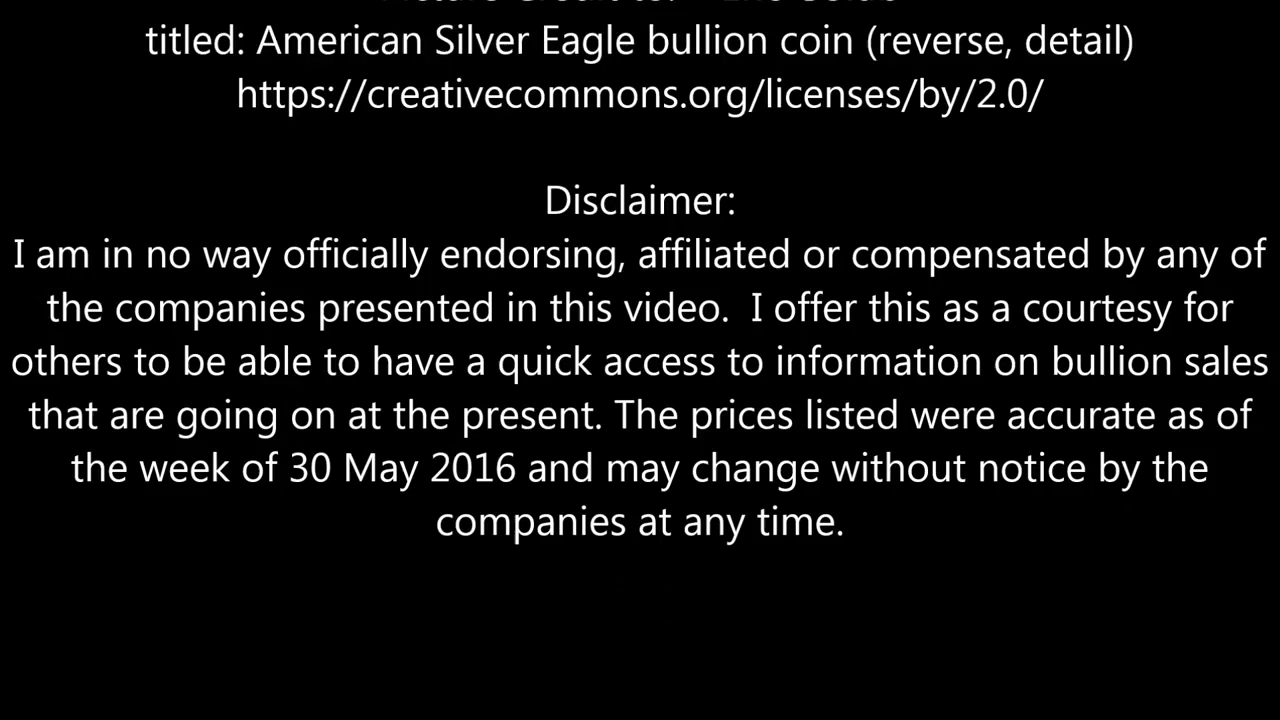 titled: American Silver Eagle bullion coin (reverse, detail)
https://creativecommons.org/licenses/by/2.0/
Disclaimer:
I am in no way officially endorsing, affiliated or compensated by any of
the companies presented in this video.  I offer this as a courtesy for
others to be able to have a quick access to information on bullion sales
that are going on at the present. The prices listed were accurate as of
the week of 30 May 2016 and may change without notice by the
companies at any time.